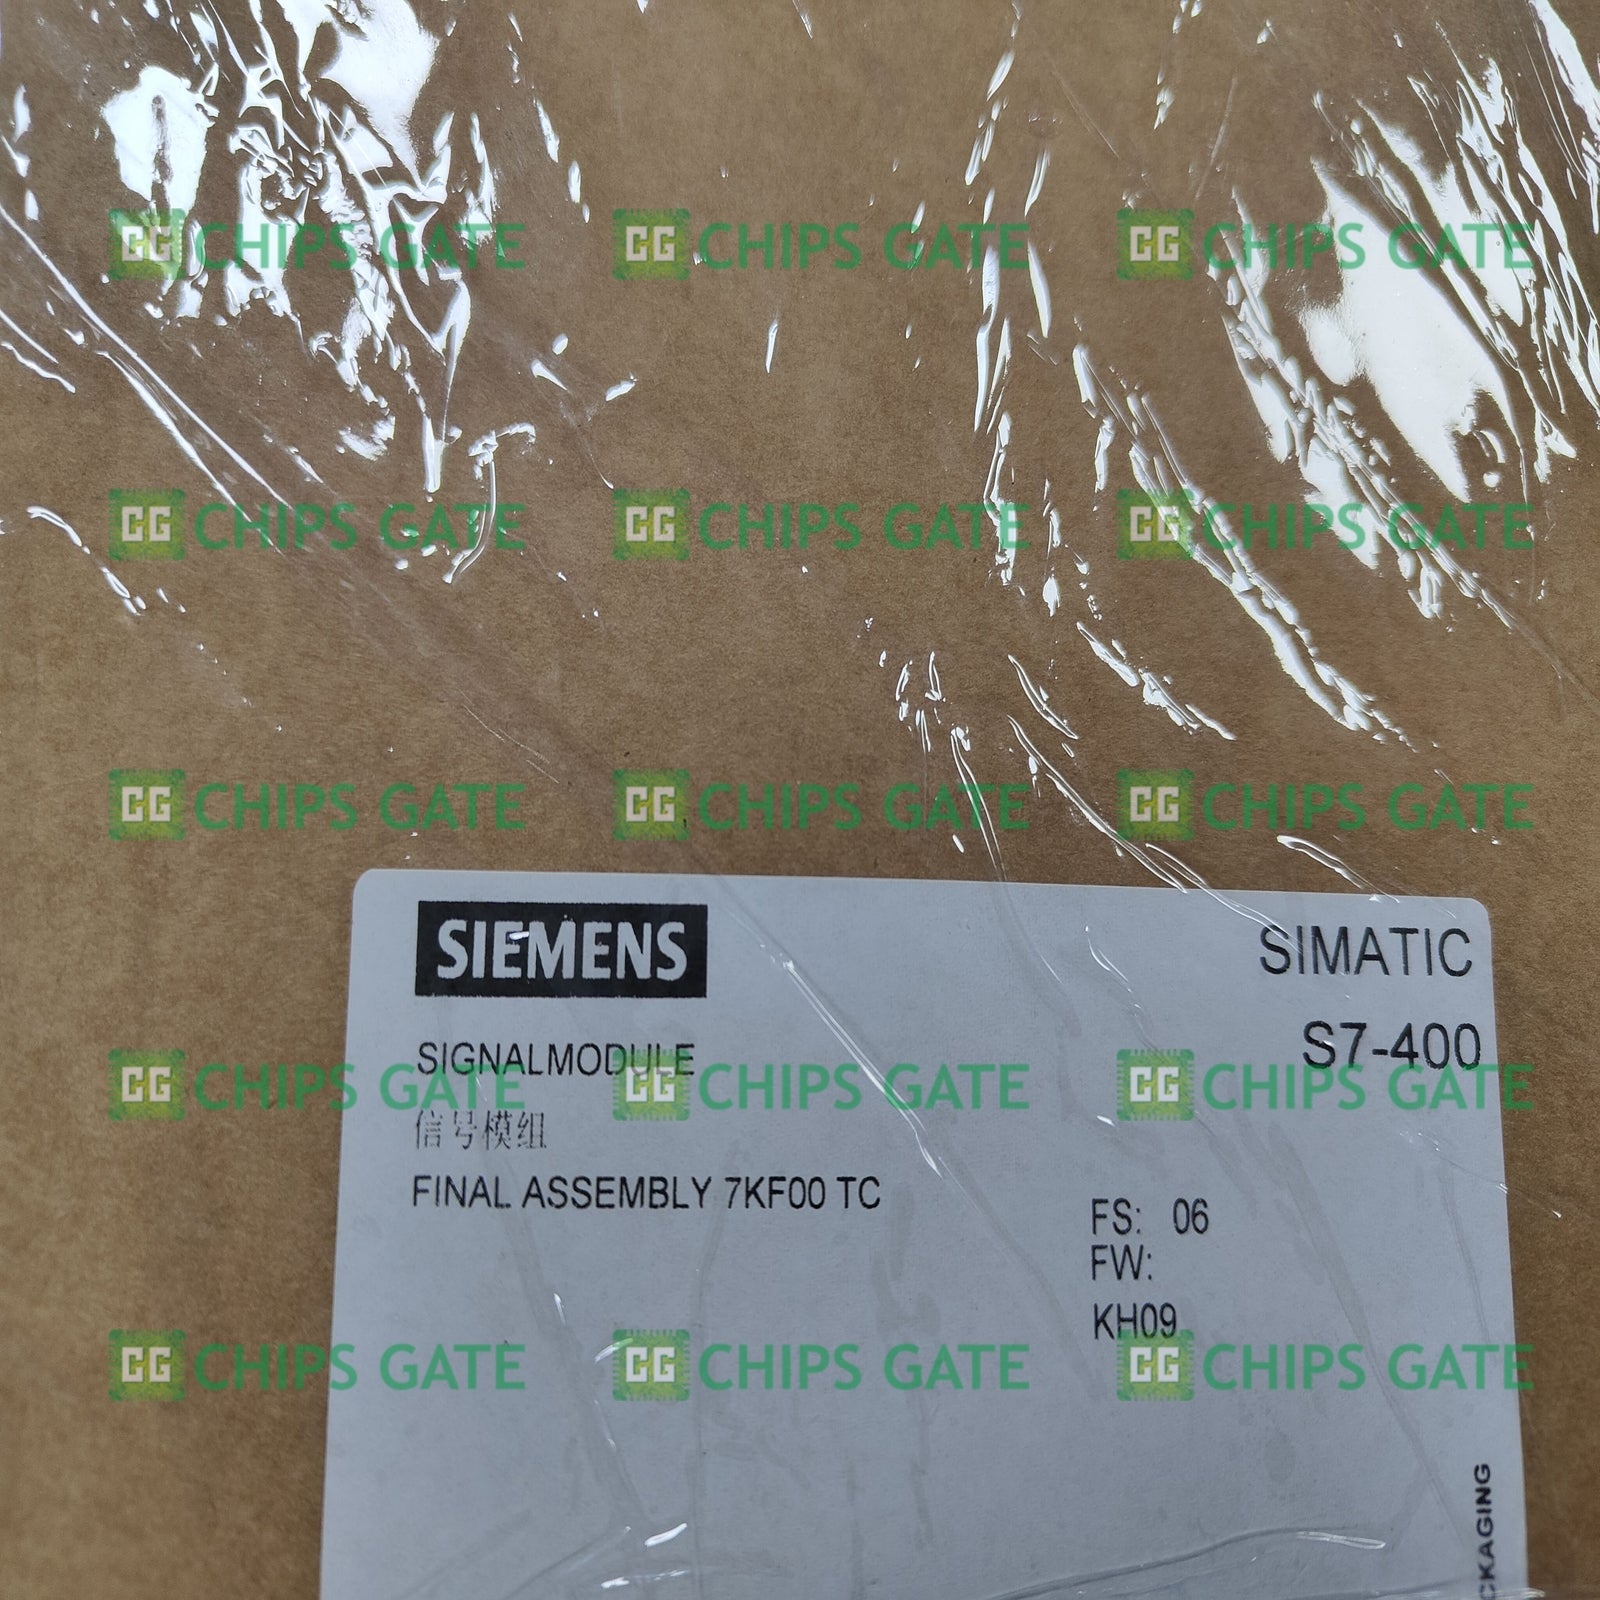 CG CHIPS GATE CG CHIPS GATE CG CHIPS GATE
CG CHIPS GATE CG CHIPS GATE CG CHIPS GATE
CG CHIPS GATE CG CHIPS GATE CG CHIPS GATE
SIEMENS
SIMATIC
S7-400
SIGNALMODULE
CG CHIPS GATE CG CHIPS GATE CG CHIPS GATE
信号模组
FINAL ASSEMBLY 7KF00 TC
FS: 06
FW:
KH09
CG CHIPS GATE CG CHIPS GATE CG CHIPS GATE
CKAGING